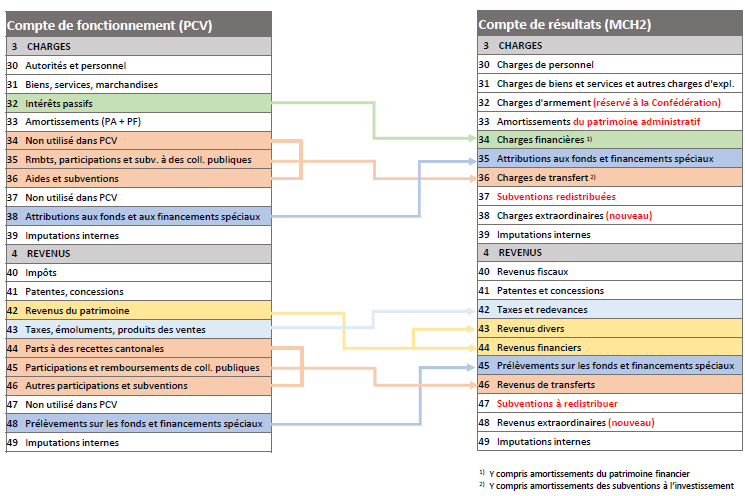 Compte de fonctionnement (PCV)
3 CHARGES
30 Autorités et personnel
31 Biens, services, marchandises
32 Intérêts passifs
33 Amortissements (PA + PF)
34 Non utilisé dans PCV
35 Rmbts, participations et subv. à des coll. publiques
36 Aides et subventions
37 Non utilisé dans PCV
38 Attributions aux fonds et aux financements spéciaux
39 Imputations internes
4 REVENUS
40 Impôts
41 Patentes, concessions
42 Revenus du patrimoine
43 Taxes, émoluments, produits des ventes
44 Parts à des recettes cantonales
45 Participations et remboursements de coll. publiques
46 Autres participations et subventions
47 Non utilisé dans PCV
48 Prélèvements sur les fonds et financements spéciaux
49 Imputations internes
Compte de résultats (MCH2)
3 CHARGES
30 Charges de personnel
31 Charges de biens et services et autres charges d'expl.
32 Charges d'armement (réservé à la Confédération)
33 Amortissements du patrimoine administratif
34 Charges financières 1)
35 Attributions aux fonds et financements spéciaux
36 Charges de transfert 2)
37 Subventions redistribuées
38 Charges extraordinaires (nouveau)
39 Imputations internes
4 REVENUS
40 Revenus fiscaux
41 Patentes et concessions
42 Taxes et redevances
43 Revenus divers
44 Revenus financiers
45 Prélèvements sur les fonds et financements spéciaux
46 Revenus de transferts
47 Subventions à redistribuer
48 Revenus extraordinaires (nouveau)
49 Imputations internes
1) Y compris amortissements du patrimoine financier
2) Y compris amortissements des subventions à l'investissement